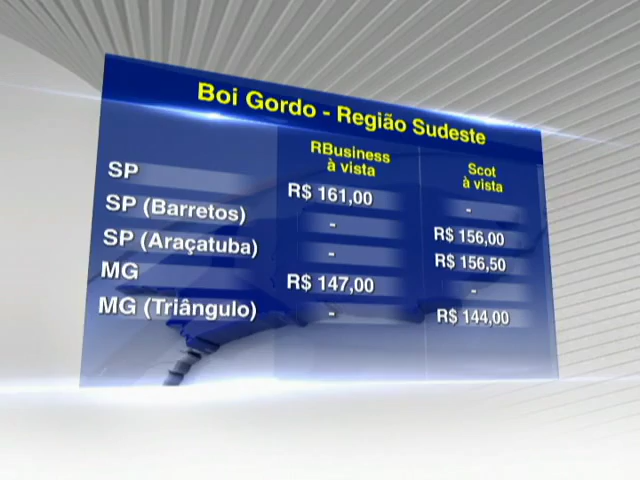 Boi Gordo - Região Sudeste
RBusiness à vista
Scot à vista
SP R$ 161,00 -
SP (Barretos) - R$ 156,00
SP (Araçatuba) - R$ 156,50
MG R$ 147,00 -
MG (Triângulo) - R$ 144,00